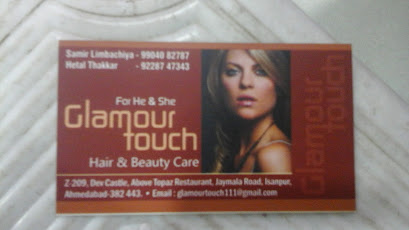 Samir Limbachiya - 99040 82787
Hetal Thakkar - 92287 47343
For He & She
Glamour
touch
Hair & Beauty Care
Glamour
touch
Z-209, Dev Castle, Above Topaz Restaurant, Jaymala Road, Isanpur,
Ahmedabad-382 443. • Email : glamourtouch111@gmail.com